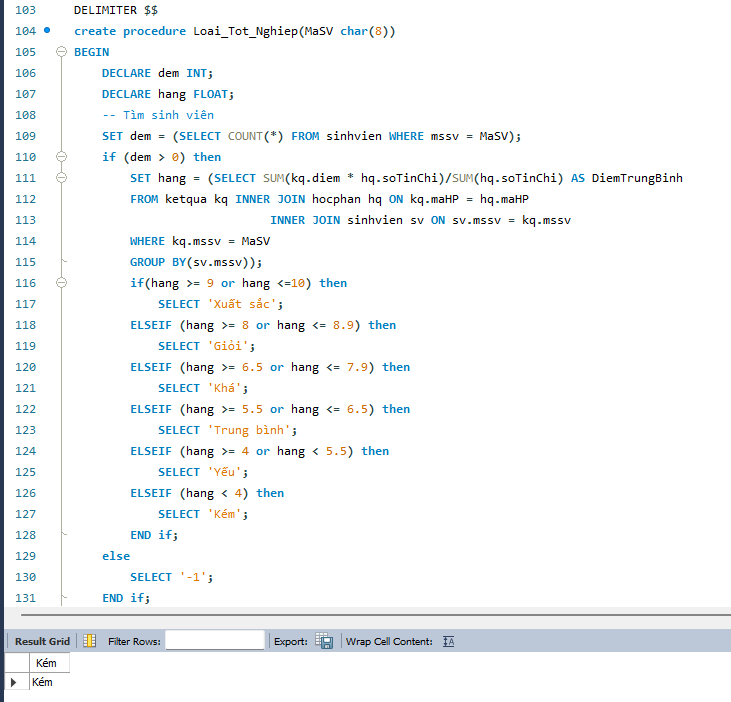 103 DELIMITER $$
104 create procedure Loai_Tot_Nghiep(MaSV char(8))
105 BEGIN
106 DECLARE dem INT;
107 DECLARE hang FLOAT;
108 -- Tìm sinh viên
109 SET dem = (SELECT COUNT(*) FROM sinhvien WHERE mssv = MaSV);
110 if (dem > 0) then
111 SET hang = (SELECT SUM(kq.diem * hq.soTinChi)/SUM(hq.soTinChi) AS DiemTrungBinh
112 FROM ketqua kq INNER JOIN hocphan hq ON kq.maHP = hq.maHP
113 INNER JOIN sinhvien sv ON sv.mssv = kq.mssv
114 WHERE kq.mssv = MaSV
115 GROUP BY(sv.mssv));
116 if(hang >= 9 or hang <=10) then
117 SELECT 'Xuất sắc';
118 ELSEIF (hang >= 8 or hang <= 8.9) then
119 SELECT 'Giỏi';
120 ELSEIF (hang >= 6.5 or hang <= 7.9) then
121 SELECT 'Khá';
122 ELSEIF (hang >= 5.5 or hang <= 6.5) then
123 SELECT 'Trung bình';
124 ELSEIF (hang >= 4 or hang < 5.5) then
125 SELECT 'Yếu';
126 ELSEIF (hang < 4) then
127 SELECT 'Kém';
128 END if;
129 else
130 SELECT '-1';
131 END if;
Result Grid Filter Rows: Export: Wrap Cell Content: IA
Kém
Kém